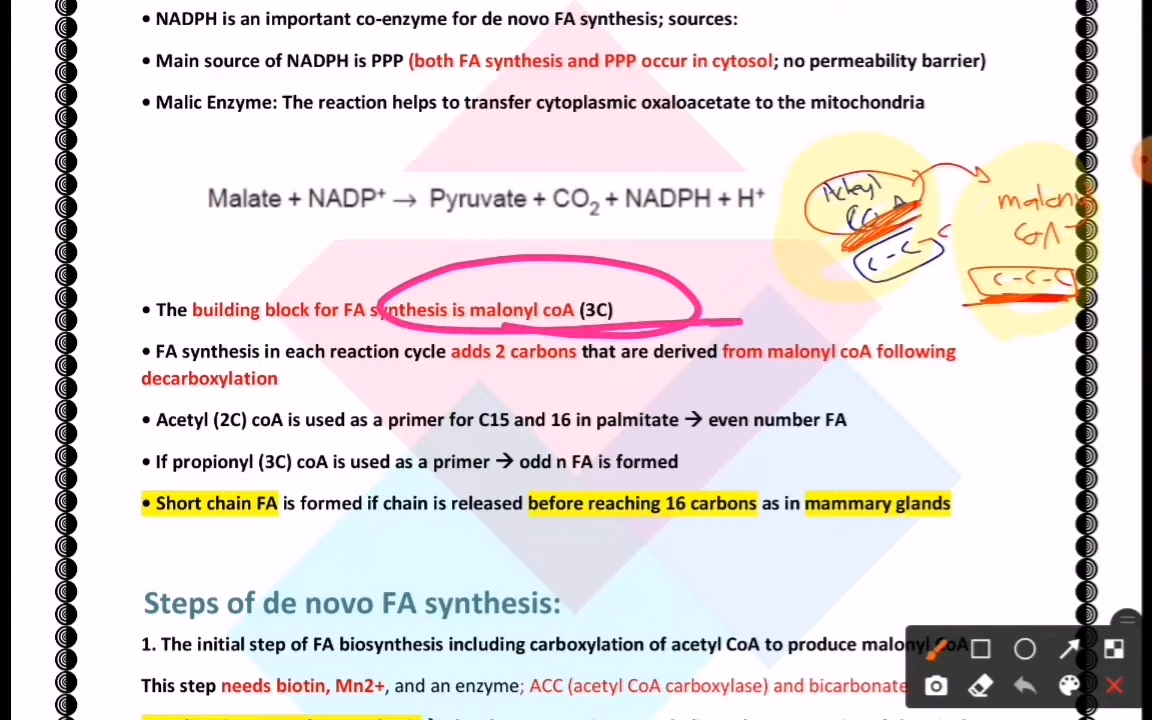 • NADPH is an important co-enzyme for de novo FA synthesis; sources:
• Main source of NADPH is PPP (both FA synthesis and PPP occur in cytosol; no permeability barrier)
• Malic Enzyme: The reaction helps to transfer cytoplasmic oxaloacetate to the mitochondria
Malate + NADP⁺ → Pyruvate + CO₂ + NADPH + H⁺
Acteyl
CoA
C-C-C
malony
CoA
C-C-C
• The building block for FA synthesis is malonyl coA (3C)
• FA synthesis in each reaction cycle adds 2 carbons that are derived from malonyl coA following
decarboxylation
• Acetyl (2C) coA is used as a primer for C15 and 16 in palmitate → even number FA
• If propionyl (3C) coA is used as a primer → odd n FA is formed
• Short chain FA is formed if chain is released before reaching 16 carbons as in mammary glands
Steps of de novo FA synthesis:
1. The initial step of FA biosynthesis including carboxylation of acetyl CoA to produce malonyl CoA
This step needs biotin, Mn2+, and an enzyme; ACC (acetyl CoA carboxylase) and bicarbonate